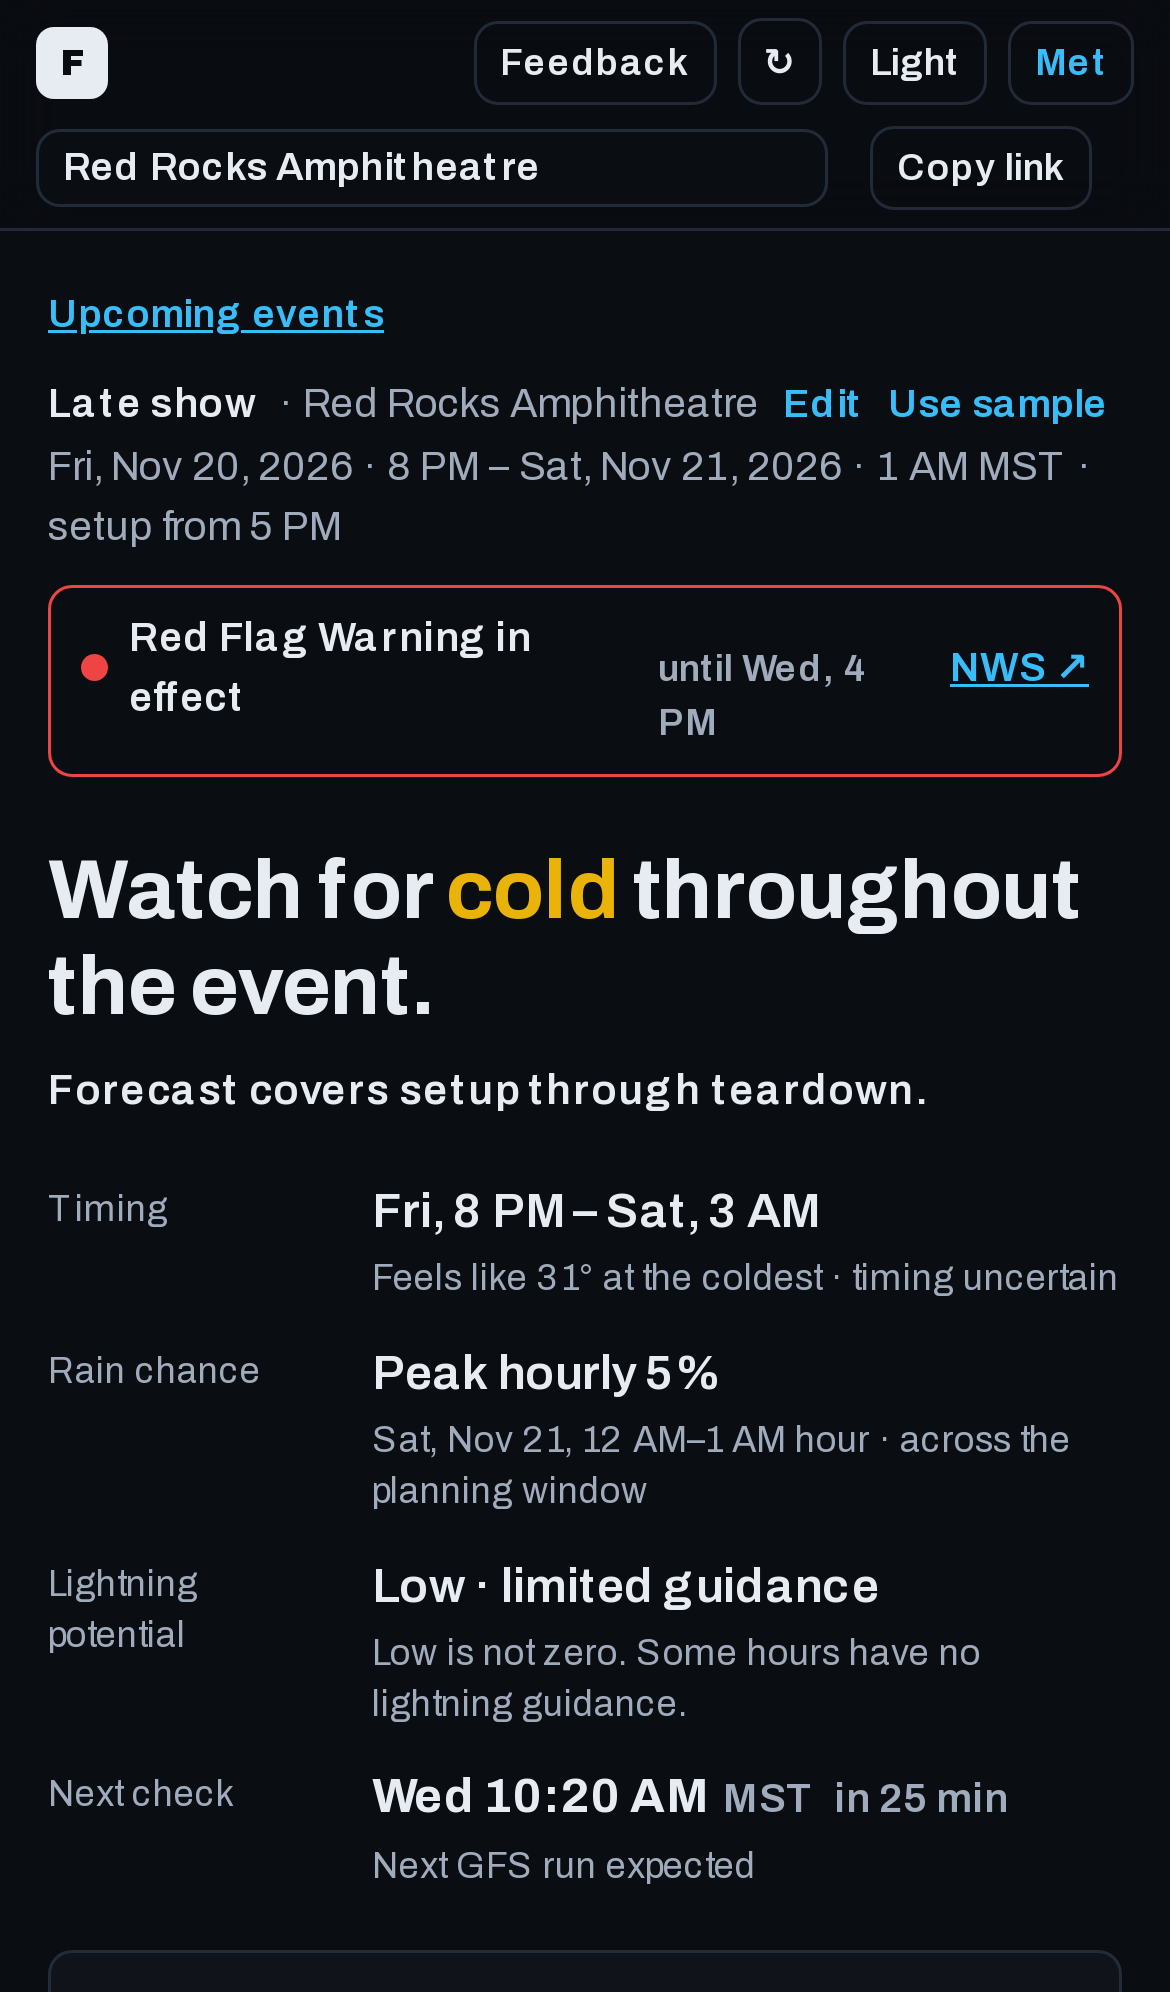 F
Feedback ↻ Light Met
Red Rocks Amphitheatre Copy link
Upcoming events
Late show · Red Rocks Amphitheatre Edit Use sample
Fri, Nov 20, 2026 · 8 PM – Sat, Nov 21, 2026 · 1 AM MST ·
setup from 5 PM
Red Flag Warning in
effect
until Wed, 4
PM
NWS ↗
Watch for cold throughout
the event.
Forecast covers setup through teardown.
Timing
Fri, 8 PM – Sat, 3 AM
Feels like 31° at the coldest · timing uncertain
Rain chance
Peak hourly 5%
Sat, Nov 21, 12 AM–1 AM hour · across the
planning window
Lightning
potential
Low · limited guidance
Low is not zero. Some hours have no
lightning guidance.
Next check
Wed 10:20 AM MST in 25 min
Next GFS run expected